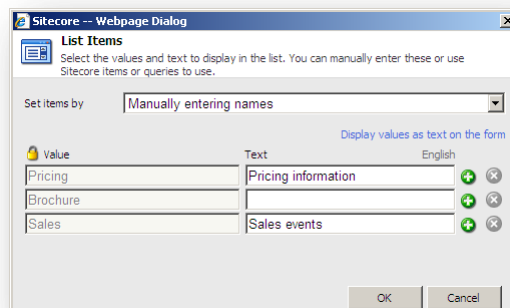 Sitecore -- Webpage Dialog
List Items
Select the values and text to display in the list. You can manually enter these or use
Sitecore items or queries to use.
Set items by Manually entering names
Display values as text on the form
Value Text English
Pricing Pricing information
Brochure
Sales Sales events
OK Cancel